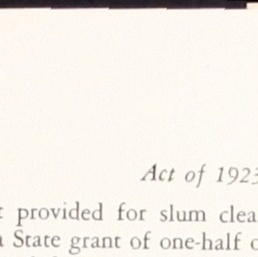 Act of 1923
provided for slum clea
State grant of one-half